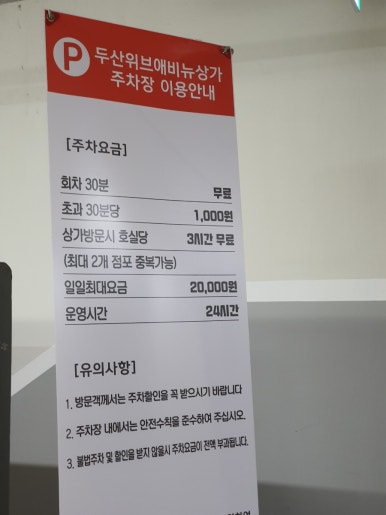 P 두산위브애비뉴상가
주차장 이용안내
[주차요금]
회차 30분 무료
초과 30분당 1,000원
상가방문시 호실당 3시간 무료
(최대 2개 점포 중복가능)
일일최대요금 20,000원
운영시간 24시간
[유의사항]
1. 방문객께서는 주차할인을 꼭 받으시기 바랍니다
2. 주차장 내에서는 안전수칙을 준수하여 주십시오.
3. 불법주차 및 할인을 받지 않을시 주차요금이 전액 부과됩니다.